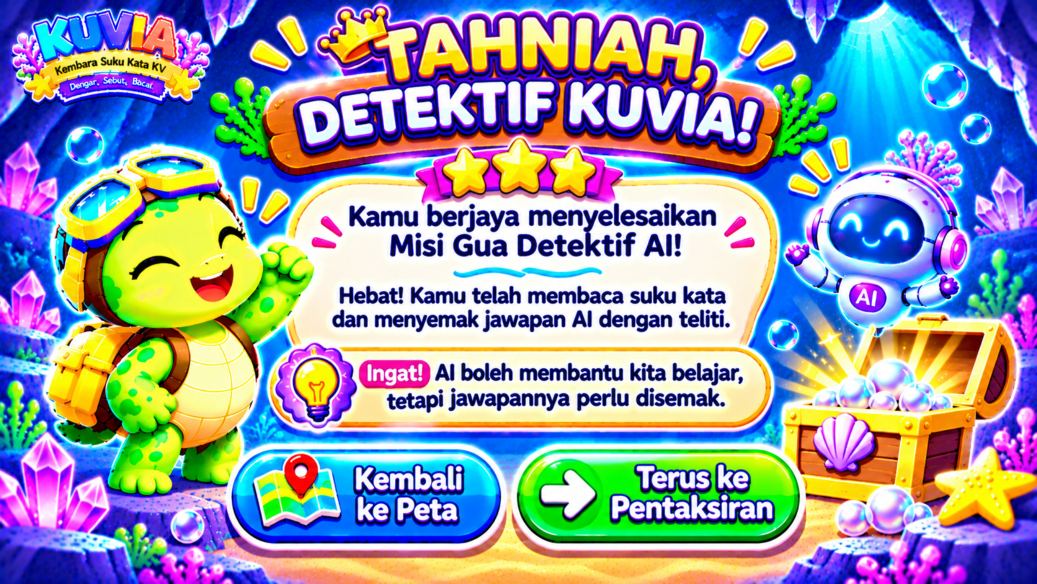 KUVIA
Kembara Suku Kata KV
Dengar, Sebut, Baca!
TAHNIAH,
DETEKTIF KUVIA!
Kamu berjaya menyelesaikan
Misi Gua Detektif AI!
Hebat! Kamu telah membaca suku kata
dan menyemak jawapan AI dengan teliti.
Ingat! AI boleh membantu kita belajar,
tetapi jawapannya perlu disemak.
AI
Kembali
ke Peta
Terus ke
Pentaksiran